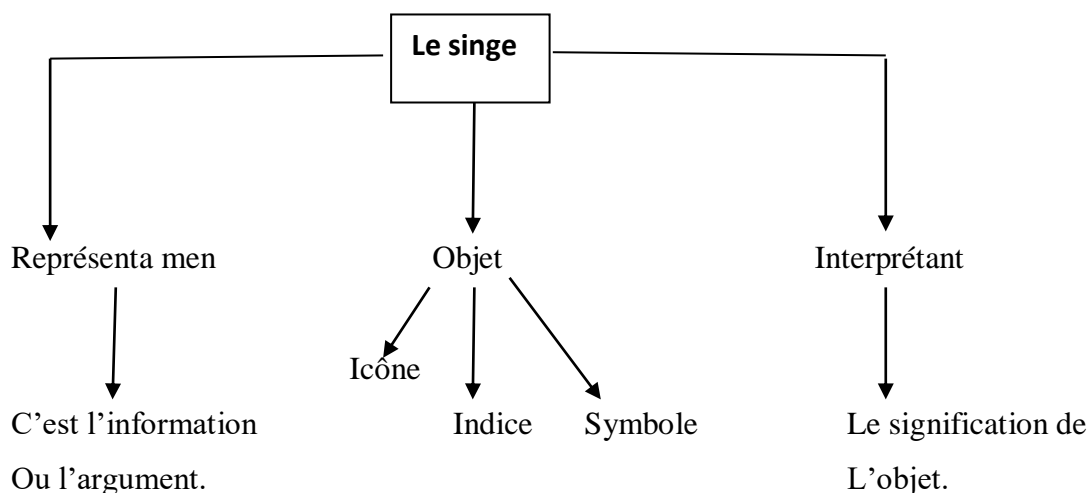 Le singe
Représenta men
Objet
Interprétant
Icône
Indice
Symbole
C'est l'information
Ou l'argument.
Le signification de
L'objet.